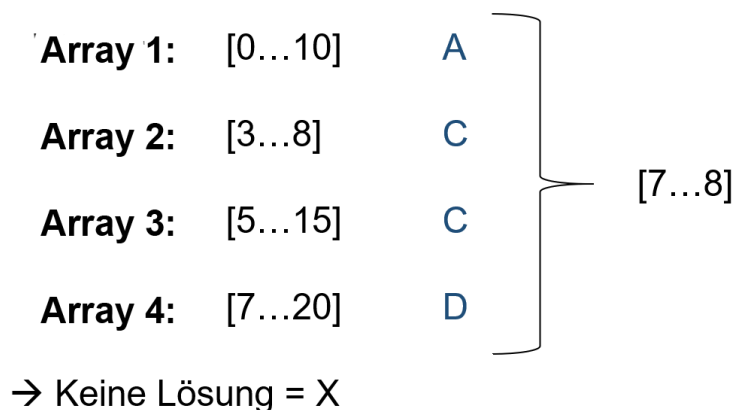 Array 1: [0…10] A
Array 2: [3…8] C
[7…8]
Array 3: [5…15] C
Array 4: [7…20] D
→ Keine Lösung = X